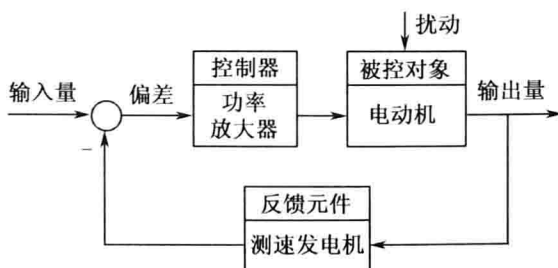 扰动
控制器
被控对象
输入量
偏差
功率
放大器
电动机
输出量
−
反馈元件
测速发电机